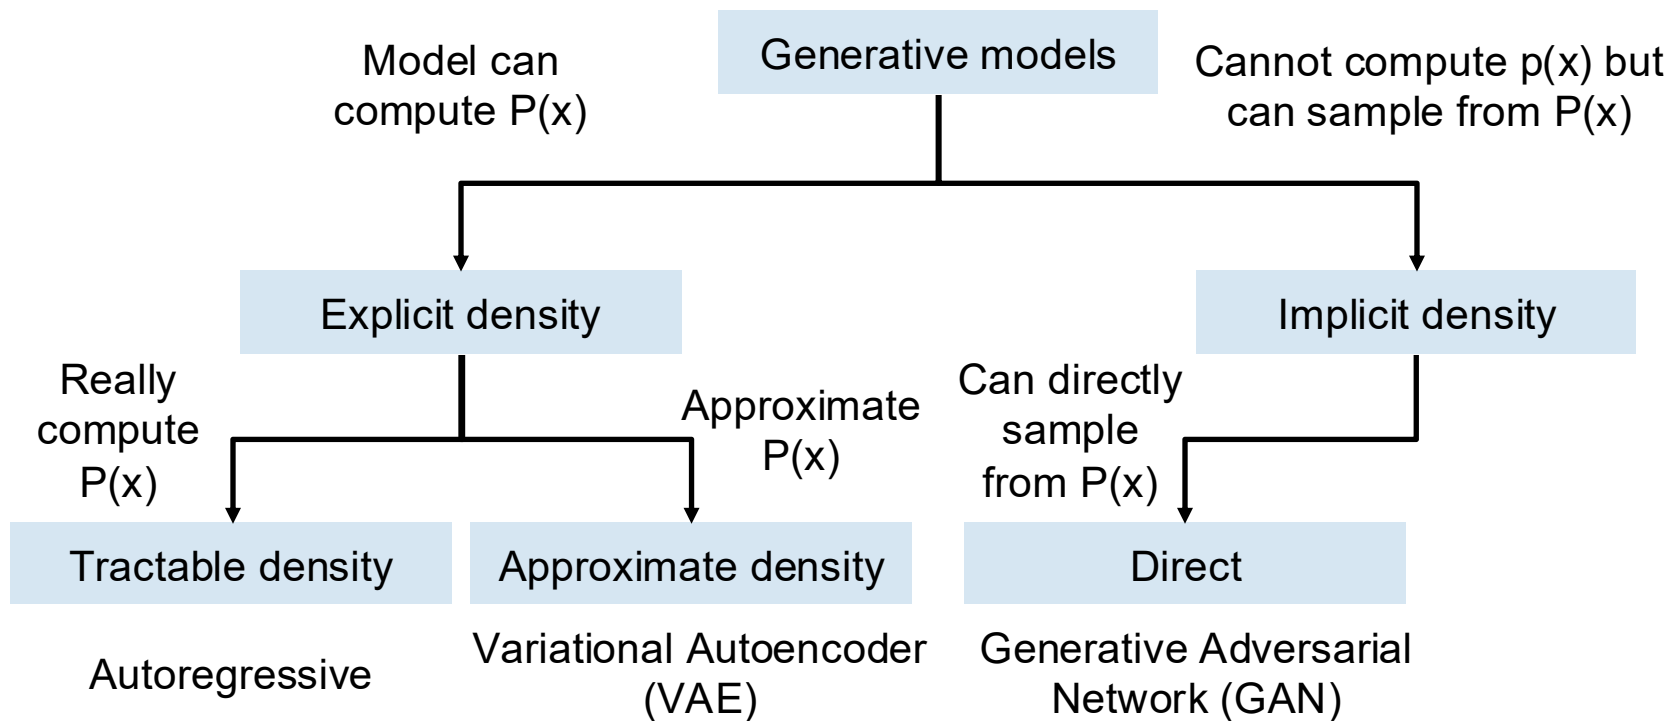 Generative models
Model can
compute P(x)
Cannot compute p(x) but
can sample from P(x)
Explicit density
Implicit density
Really
compute
P(x)
Approximate
P(x)
Can directly
sample
from P(x)
Tractable density
Approximate density
Direct
Autoregressive
Variational Autoencoder
(VAE)
Generative Adversarial
Network (GAN)